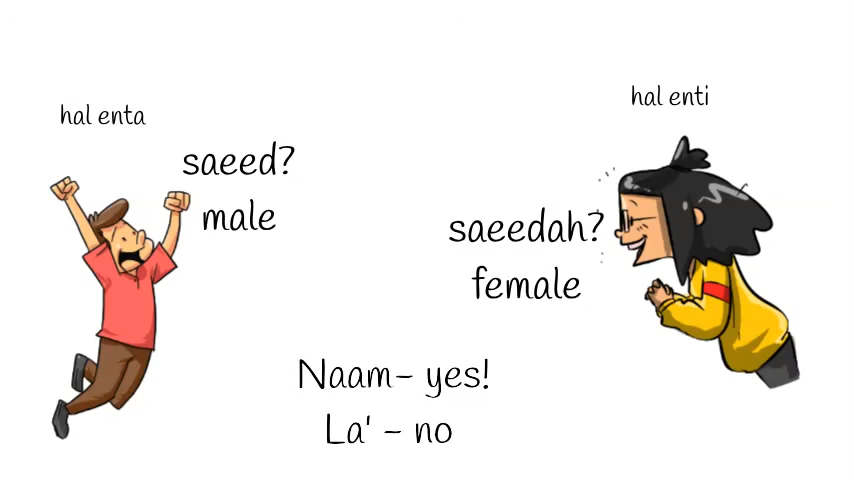 hal enta
saeed?
male
hal enti
saeedah?
female
Naam- yes!
La' - no